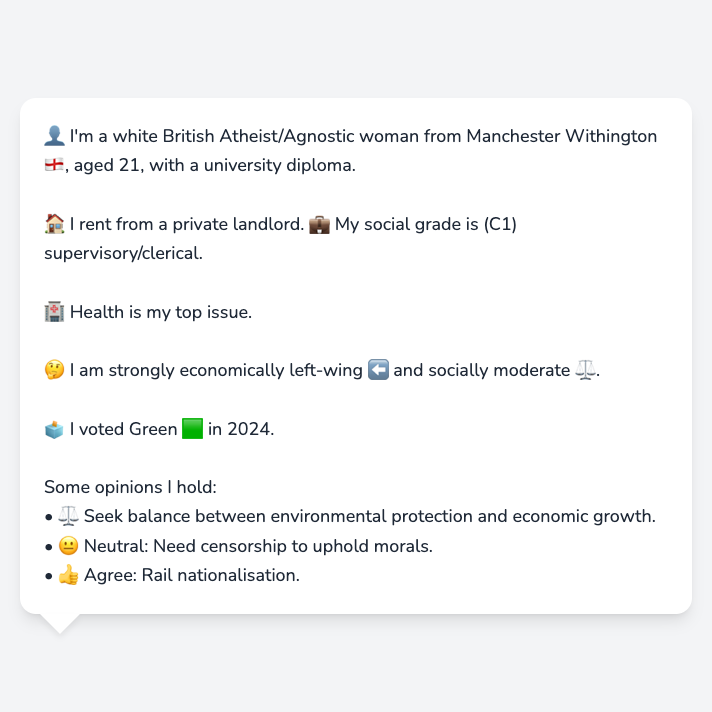 👤 I'm a white British Atheist/Agnostic woman from Manchester Withington
🏴󠁧󠁢󠁥󠁮󠁧󠁿, aged 21, with a university diploma.
🏠 I rent from a private landlord. 💼 My social grade is (C1)
supervisory/clerical.
🏥 Health is my top issue.
🤔 I am strongly economically left-wing ⬅️ and socially moderate ⚖️.
🗳️ I voted Green 🟩 in 2024.
Some opinions I hold:
• ⚖️ Seek balance between environmental protection and economic growth.
• 😐 Neutral: Need censorship to uphold morals.
• 👍 Agree: Rail nationalisation.